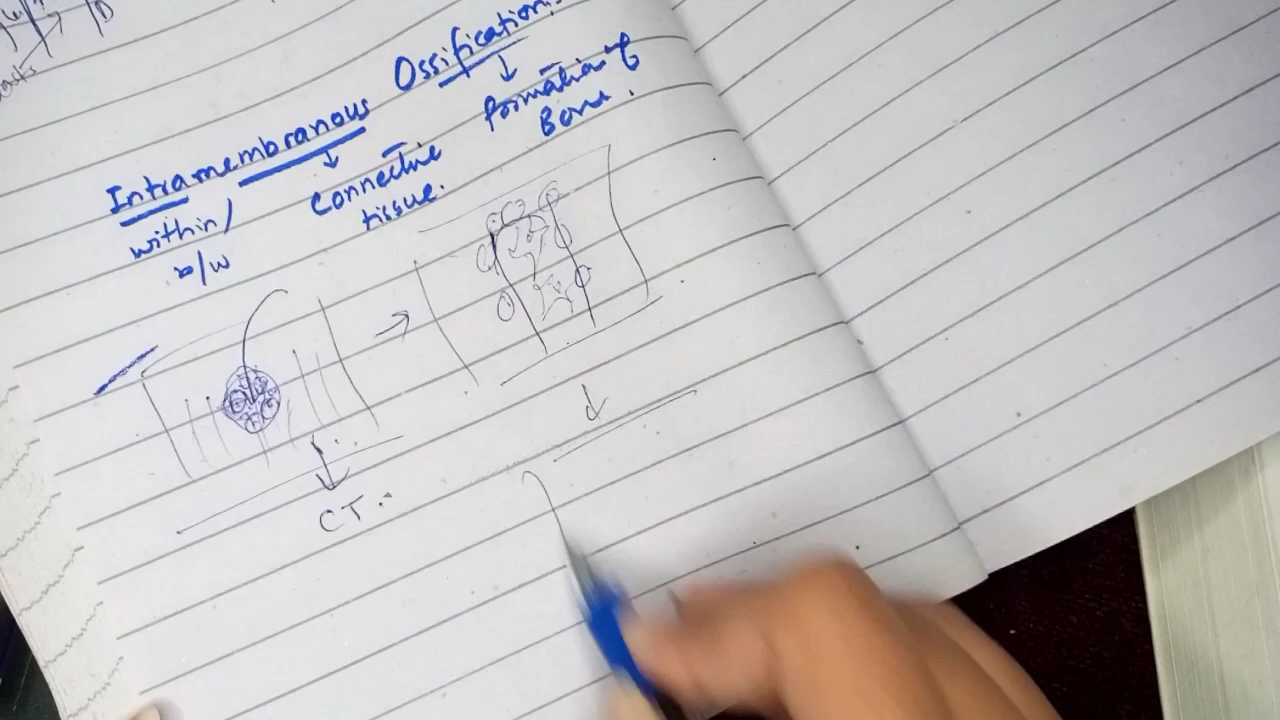 Intramembranous Ossification.
within/
b/w
↓
Connective
tissue.
↓
formation of
Bone.
CT.